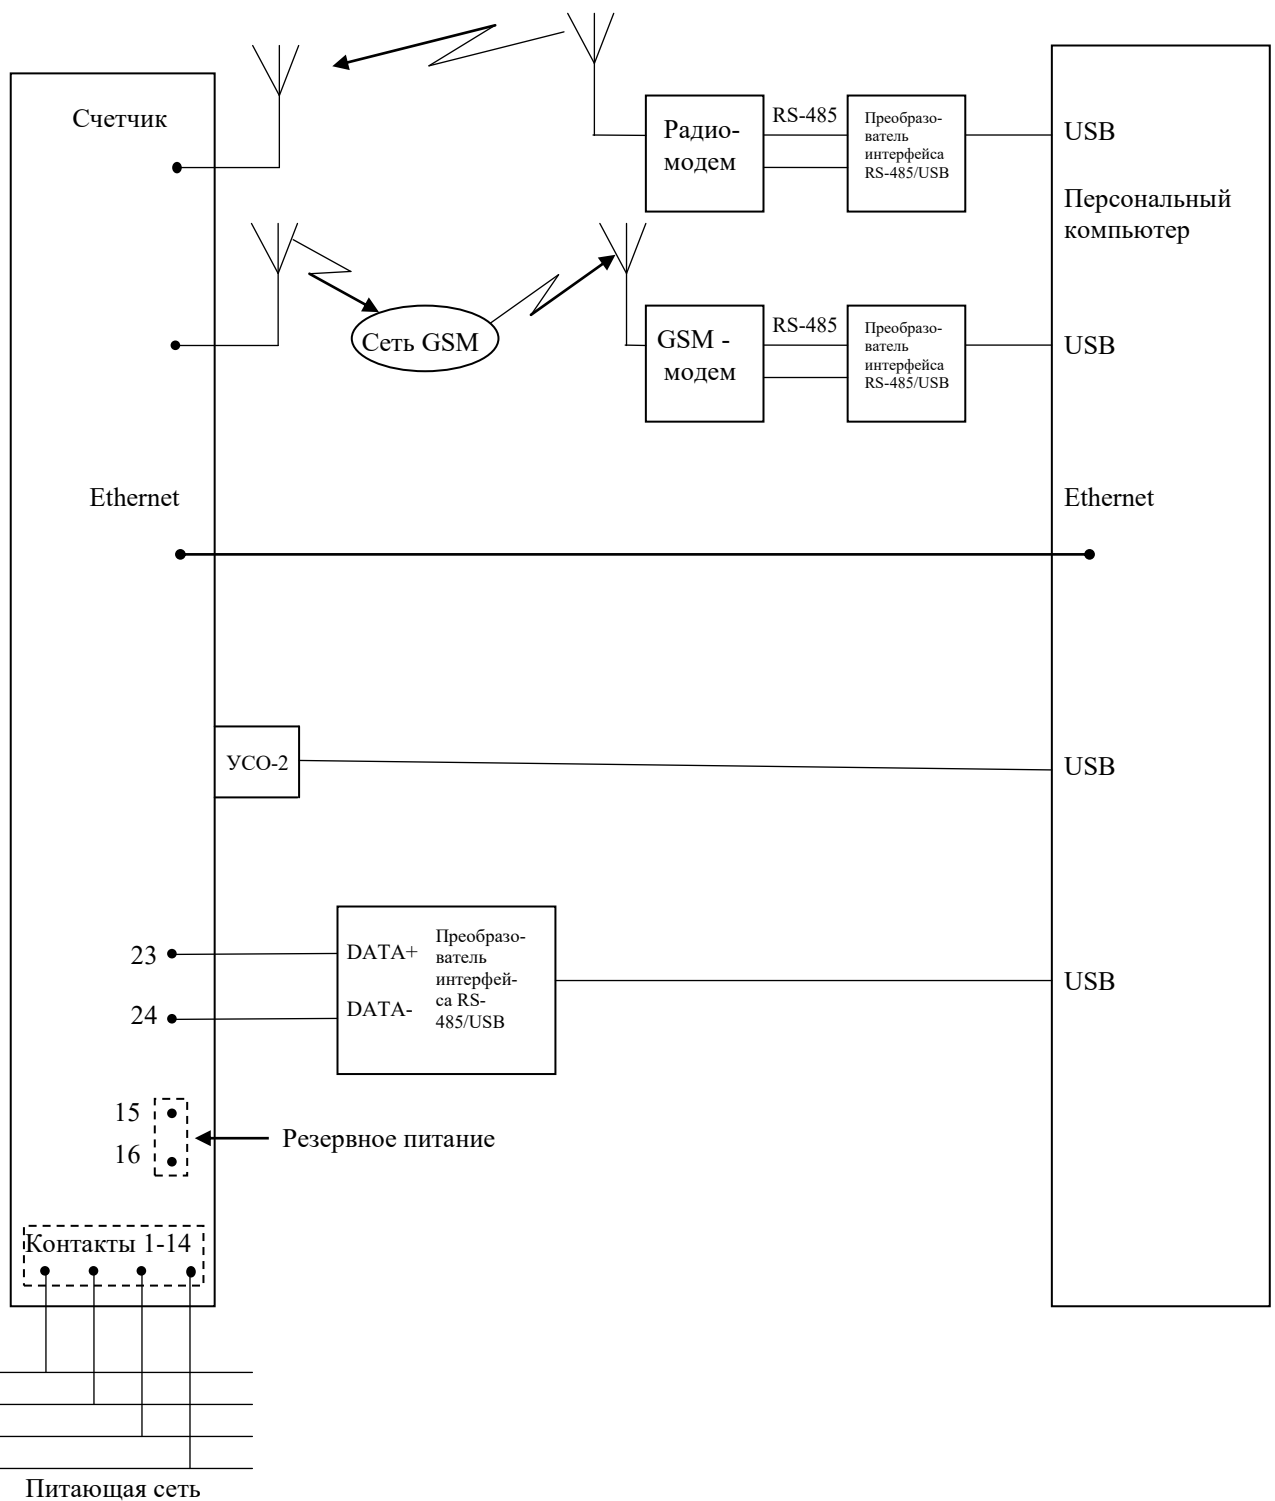 Счетчик
Радио-
модем
RS-485
Преобразо-
ватель
интерфейса
RS-485/USB
USB
Персональный
компьютер
Сеть GSM
GSM -
модем
RS-485
Преобразо-
ватель
интерфейса
RS-485/USB
USB
Ethernet
Ethernet
УСО-2
USB
23
24
DATA+
DATA-
Преобразо-
ватель
интерфей-
са RS-
485/USB
USB
15
16
Резервное питание
Контакты 1-14
Питающая сеть